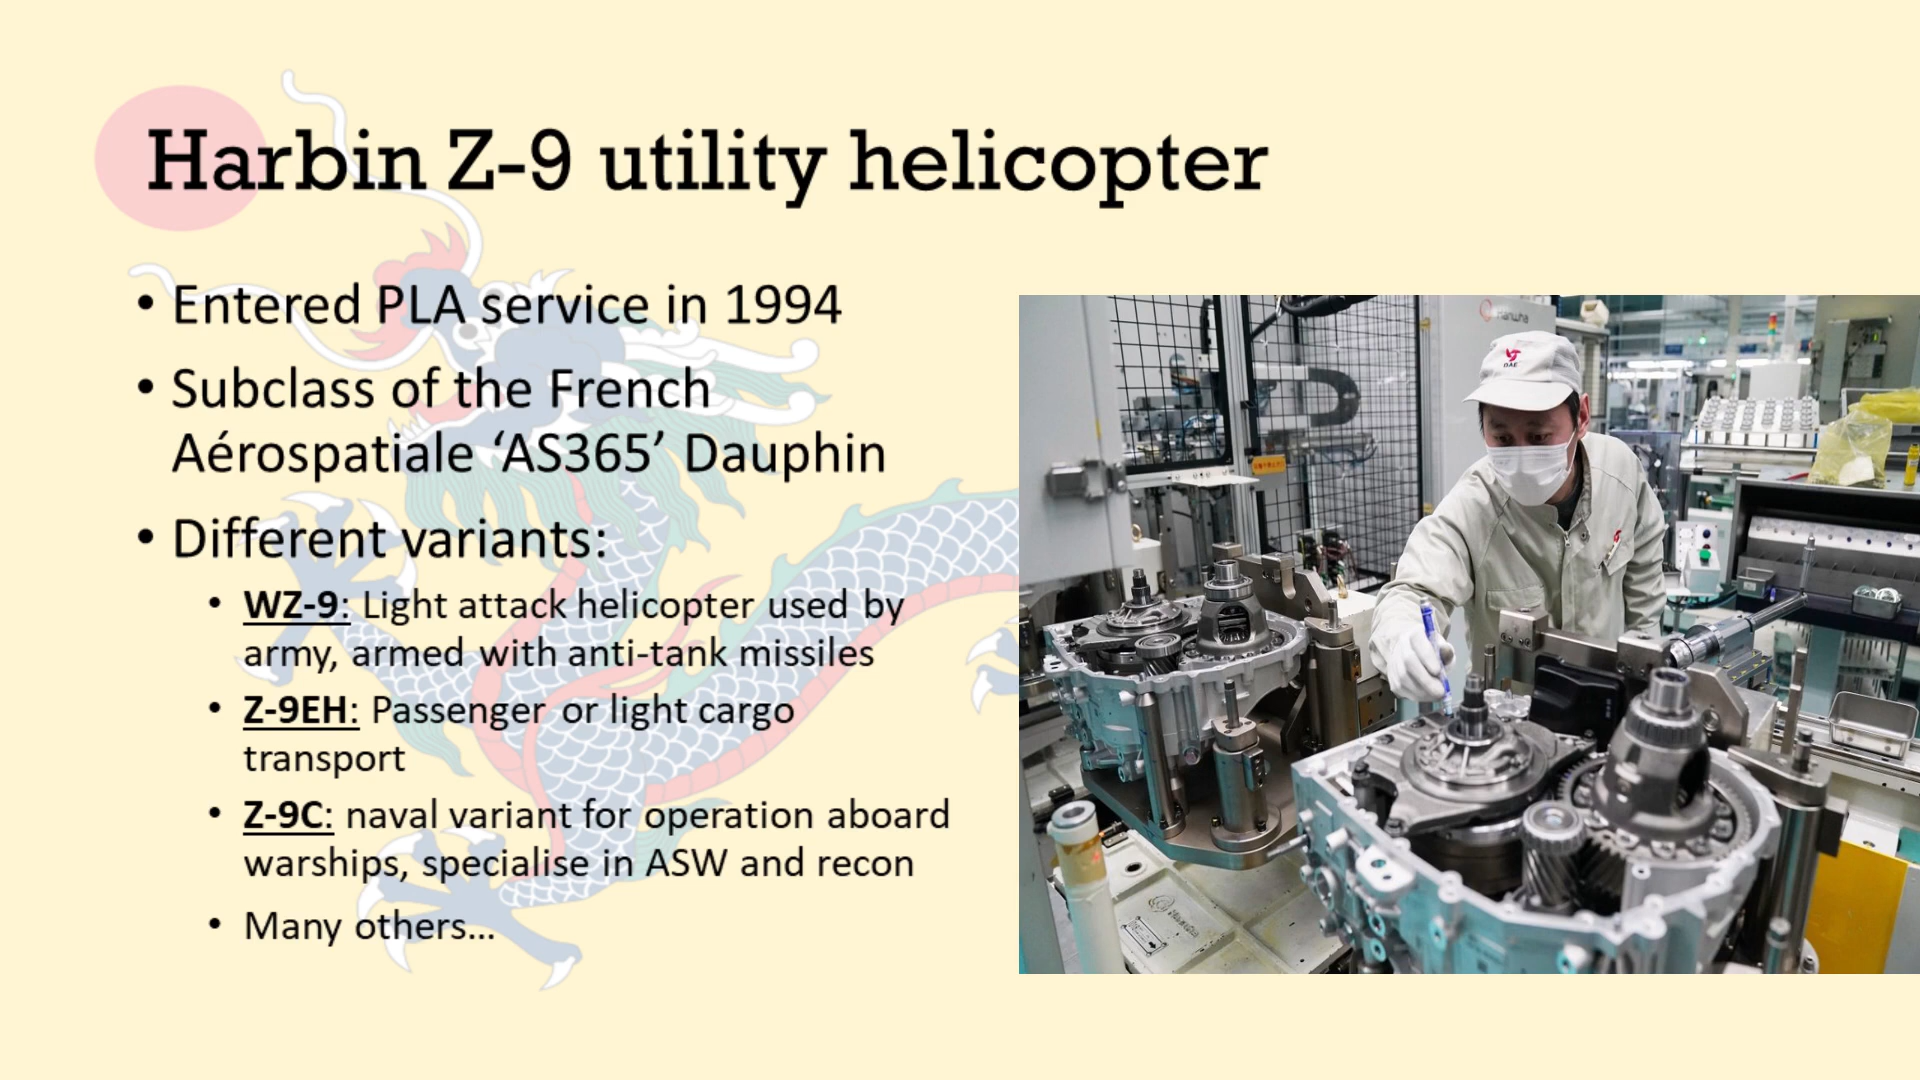 Harbin Z-9 utility helicopter
• Entered PLA service in 1994
• Subclass of the French
Aérospatiale ‘AS365’ Dauphin
• Different variants:
• WZ-9: Light attack helicopter used by
army, armed with anti-tank missiles
• Z-9EH: Passenger or light cargo
transport
• Z-9C: naval variant for operation aboard
warships, specialise in ASW and recon
• Many others…
DAE